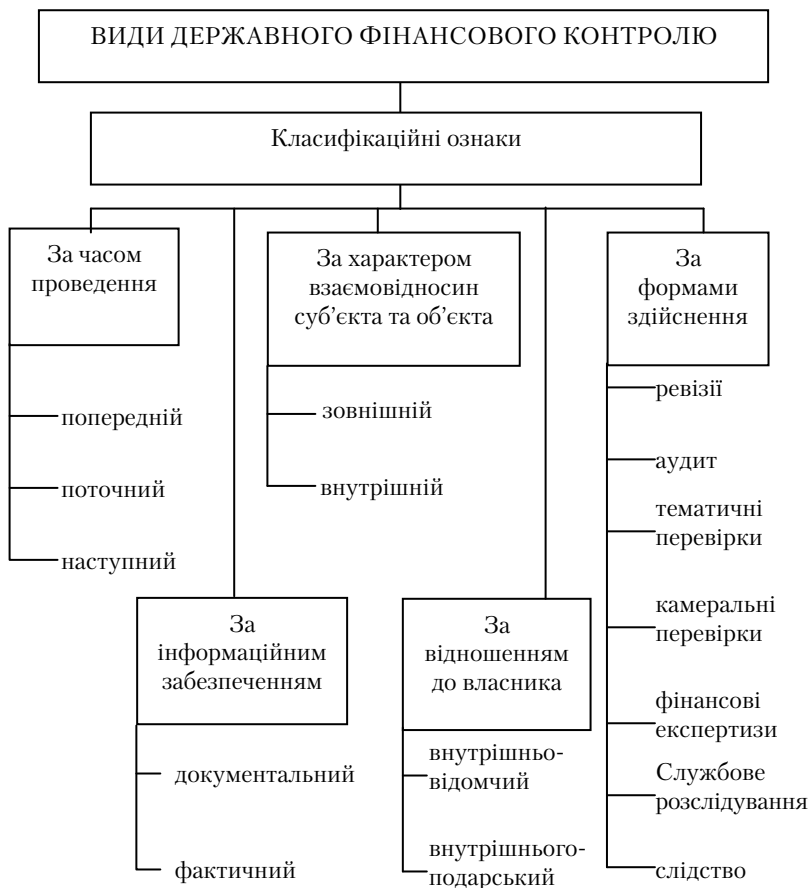 ВИДИ ДЕРЖАВНОГО ФІНАНСОВОГО КОНТРОЛЮ
Класифікаційні ознаки
За часом
проведення
попередній
поточний
наступний
За характером
взаємовідносин
суб’єкта та об’єкта
зовнішній
внутрішній
За
формами
здійснення
ревізії
аудит
тематичні
перевірки
камеральні
перевірки
фінансові
експертизи
Службове
розслідування
слідство
За
інформаційним
забезпеченням
документальний
фактичний
За
відношенням
до власника
внутрішньо-
відомчий
внутрішнього-
подарський